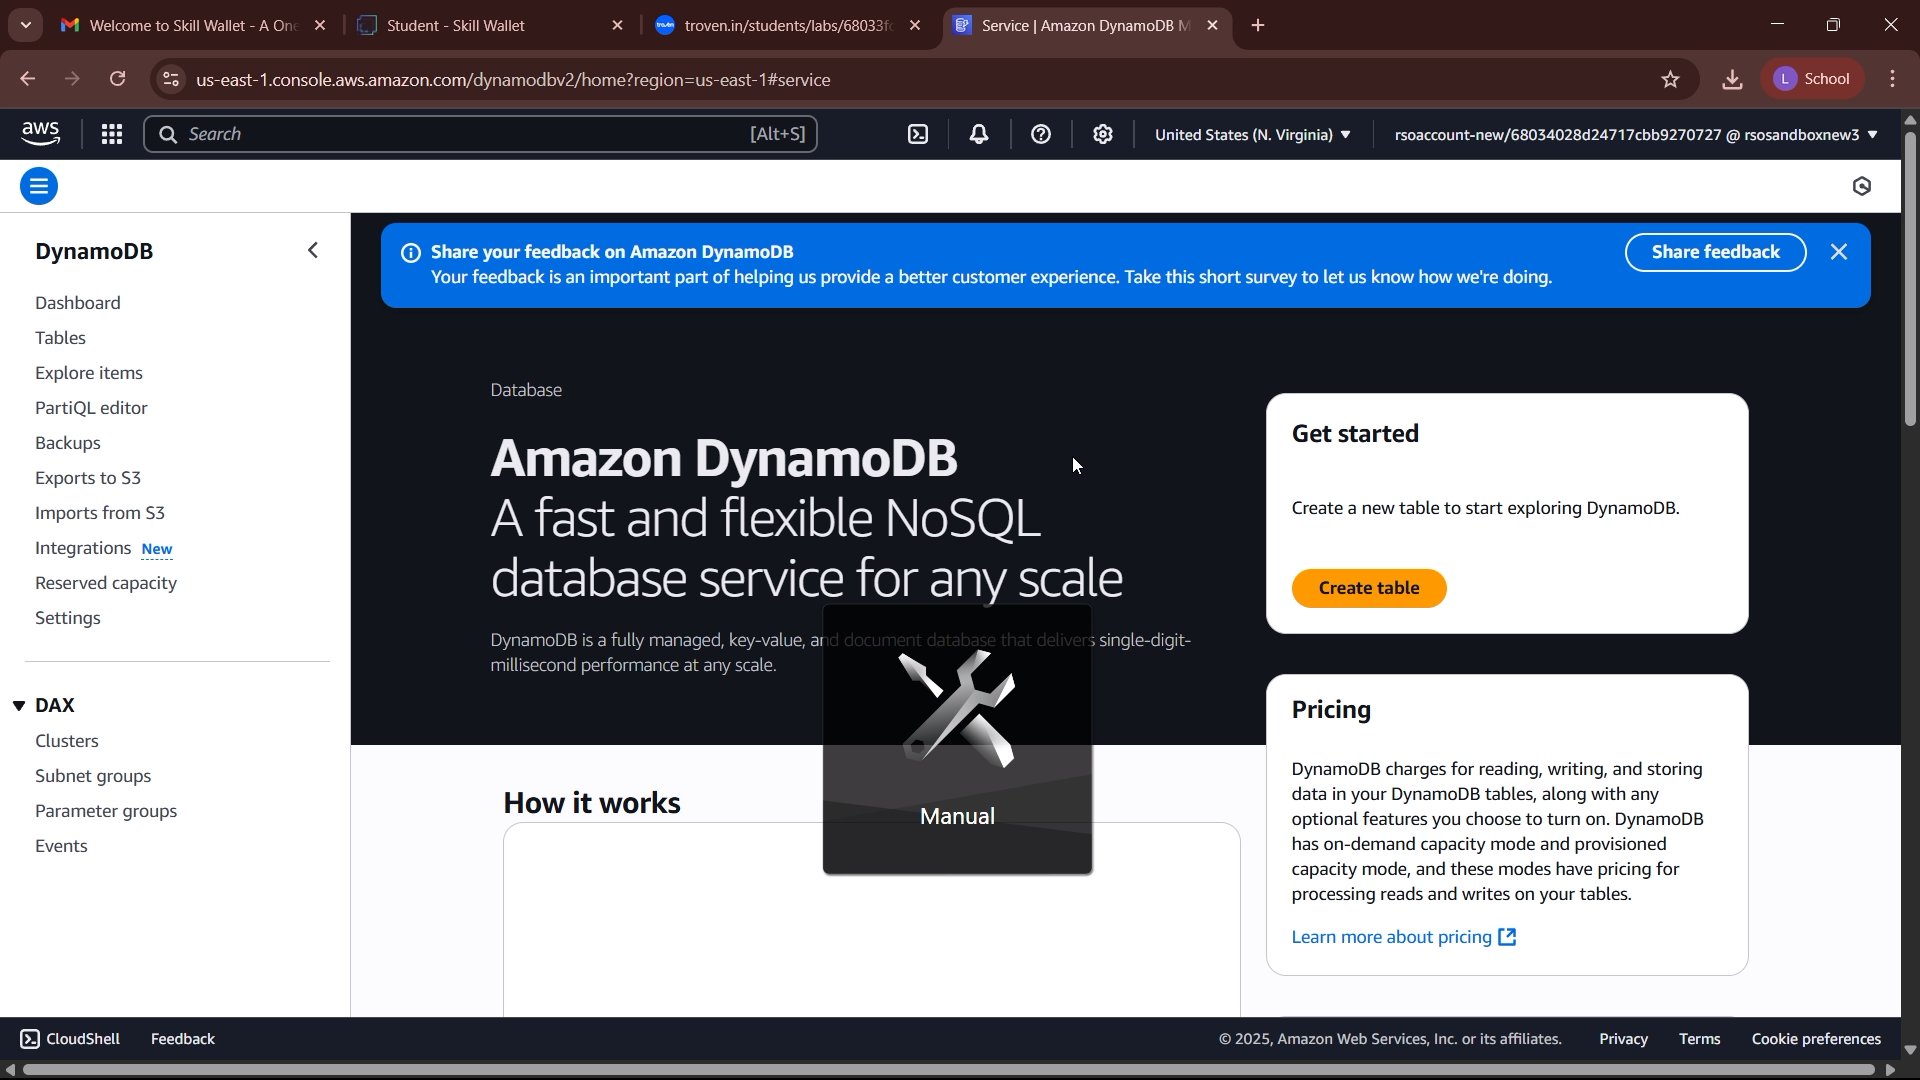 Welcome to Skill Wallet - A On
Student - Skill Wallet
troven.in/students/labs/68033f
Service | Amazon DynamoDB M
us-east-1.console.aws.amazon.com/dynamodbv2/home?region=us-east-1#service
L School
aws
Search [Alt+S]
United States (N. Virginia)
rsoaccount-new/68034028d24717cbb9270727 @ rsosandboxnew3
DynamoDB
Dashboard
Tables
Explore items
PartiQL editor
Backups
Exports to S3
Imports from S3
Integrations New
Reserved capacity
Settings
DAX
Clusters
Subnet groups
Parameter groups
Events
Share your feedback on Amazon DynamoDB
Your feedback is an important part of helping us provide a better customer experience. Take this short survey to let us know how we're doing.
Share feedback
Database
Amazon DynamoDB
A fast and flexible NoSQL
database service for any scale
DynamoDB is a fully managed, key-value, and document database that delivers single-digit-
millisecond performance at any scale.
Manual
How it works
Get started
Create a new table to start exploring DynamoDB.
Create table
Pricing
DynamoDB charges for reading, writing, and storing
data in your DynamoDB tables, along with any
optional features you choose to turn on. DynamoDB
has on-demand capacity mode and provisioned
capacity mode, and these modes have pricing for
processing reads and writes on your tables.
Learn more about pricing
CloudShell
Feedback
© 2025, Amazon Web Services, Inc. or its affiliates.
Privacy
Terms
Cookie preferences